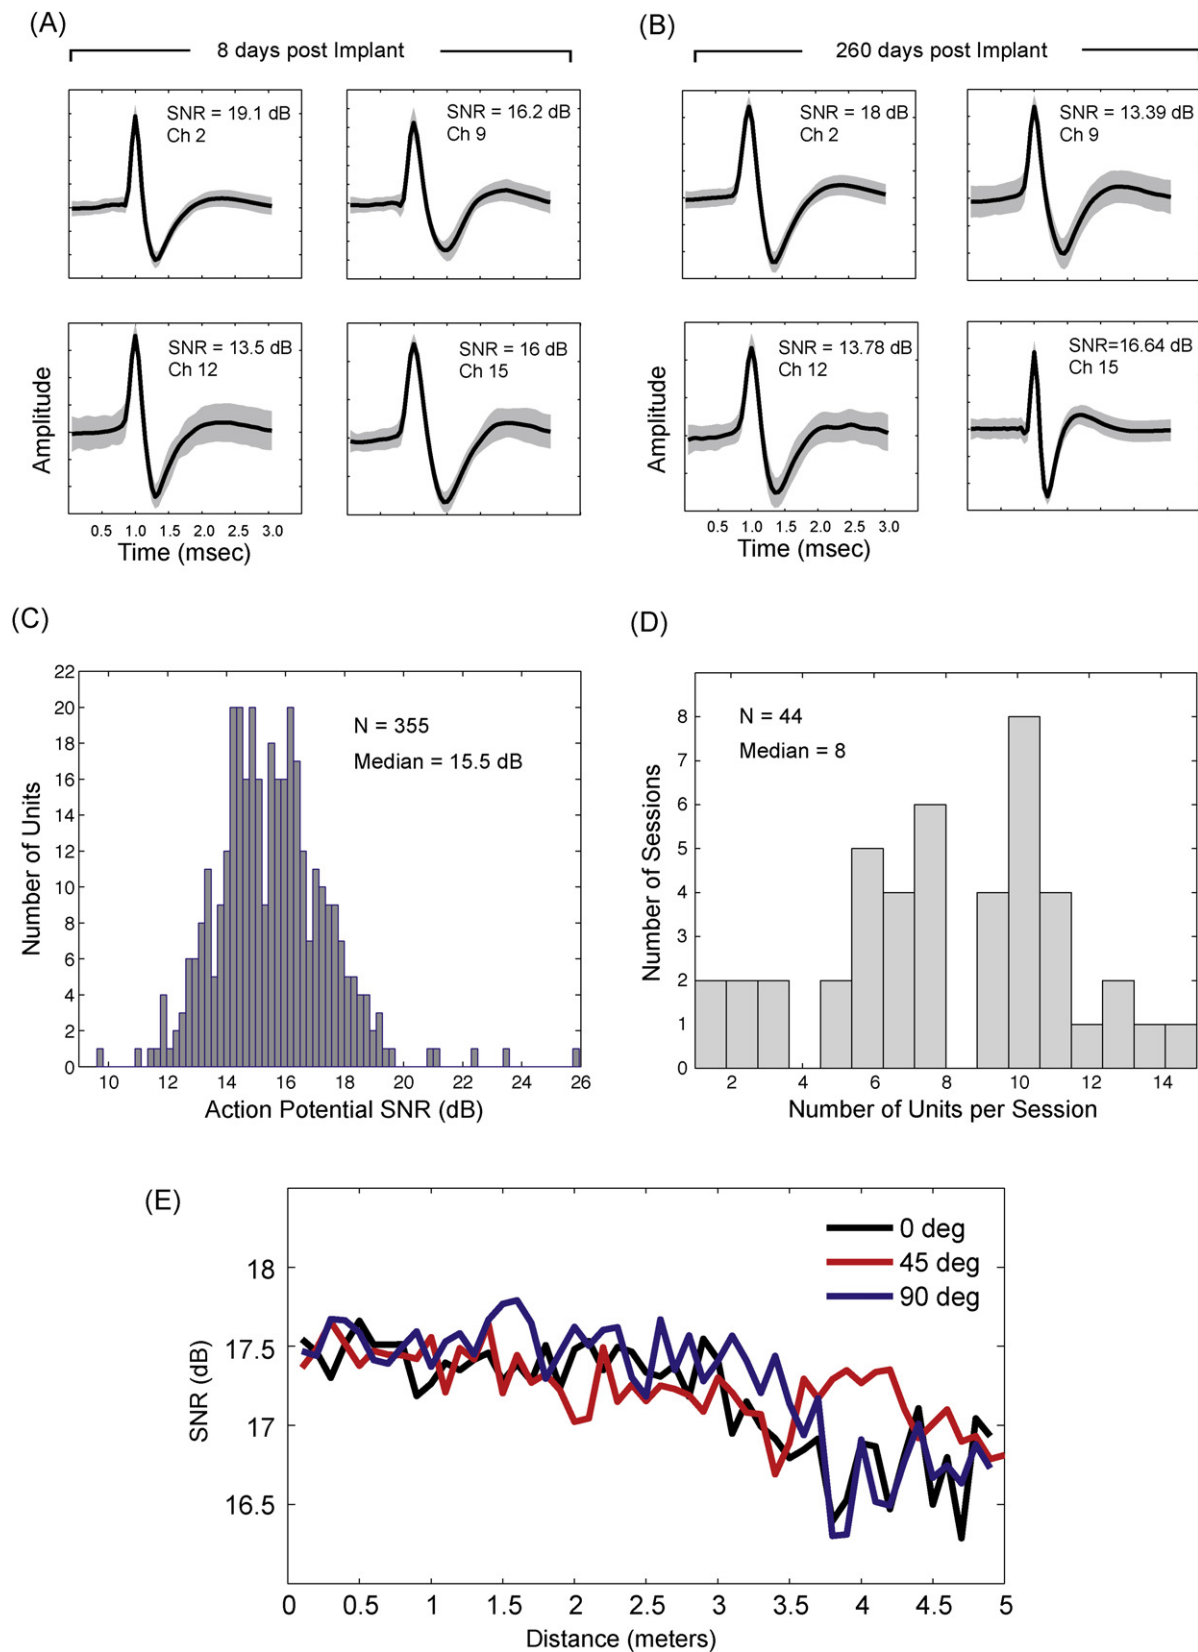 (A)
8 days post Implant
(B)
260 days post Implant
SNR = 19.1 dB
Ch 2
SNR = 16.2 dB
Ch 9
SNR = 18 dB
Ch 2
SNR = 13.39 dB
Ch 9
SNR = 13.5 dB
Ch 12
SNR = 16 dB
Ch 15
SNR = 13.78 dB
Ch 12
SNR=16.64 dB
Ch 15
Amplitude
0.5 1.0 1.5 2.0 2.5 3.0
Time (msec)
Amplitude
0.5 1.0 1.5 2.0 2.5 3.0
Time (msec)
(C)
22
20
18
16
14
12
10
8
6
4
2
0
Number of Units
N = 355
Median = 15.5 dB
10 12 14 16 18 20 22 24 26
Action Potential SNR (dB)
(D)
8
7
6
5
4
3
2
1
0
Number of Sessions
N = 44
Median = 8
2 4 6 8 10 12 14
Number of Units per Session
(E)
0 deg
45 deg
90 deg
18
17.5
17
16.5
SNR (dB)
0 0.5 1 1.5 2 2.5 3 3.5 4 4.5 5
Distance (meters)